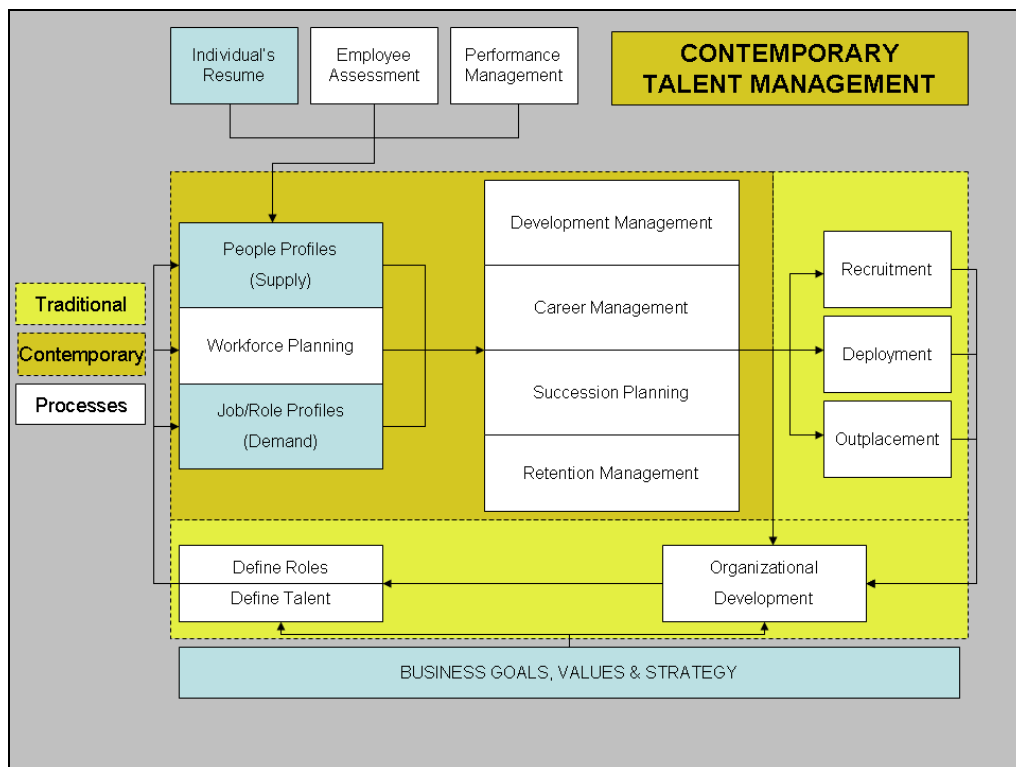 Individual's
Resume
Employee
Assessment
Performance
Management
CONTEMPORARY
TALENT MANAGEMENT
People Profiles
(Supply)
Workforce Planning
Job/Role Profiles
(Demand)
Development Management
Career Management
Succession Planning
Retention Management
Recruitment
Deployment
Outplacement
Traditional
Contemporary
Processes
Define Roles
Define Talent
Organizational
Development
BUSINESS GOALS, VALUES & STRATEGY